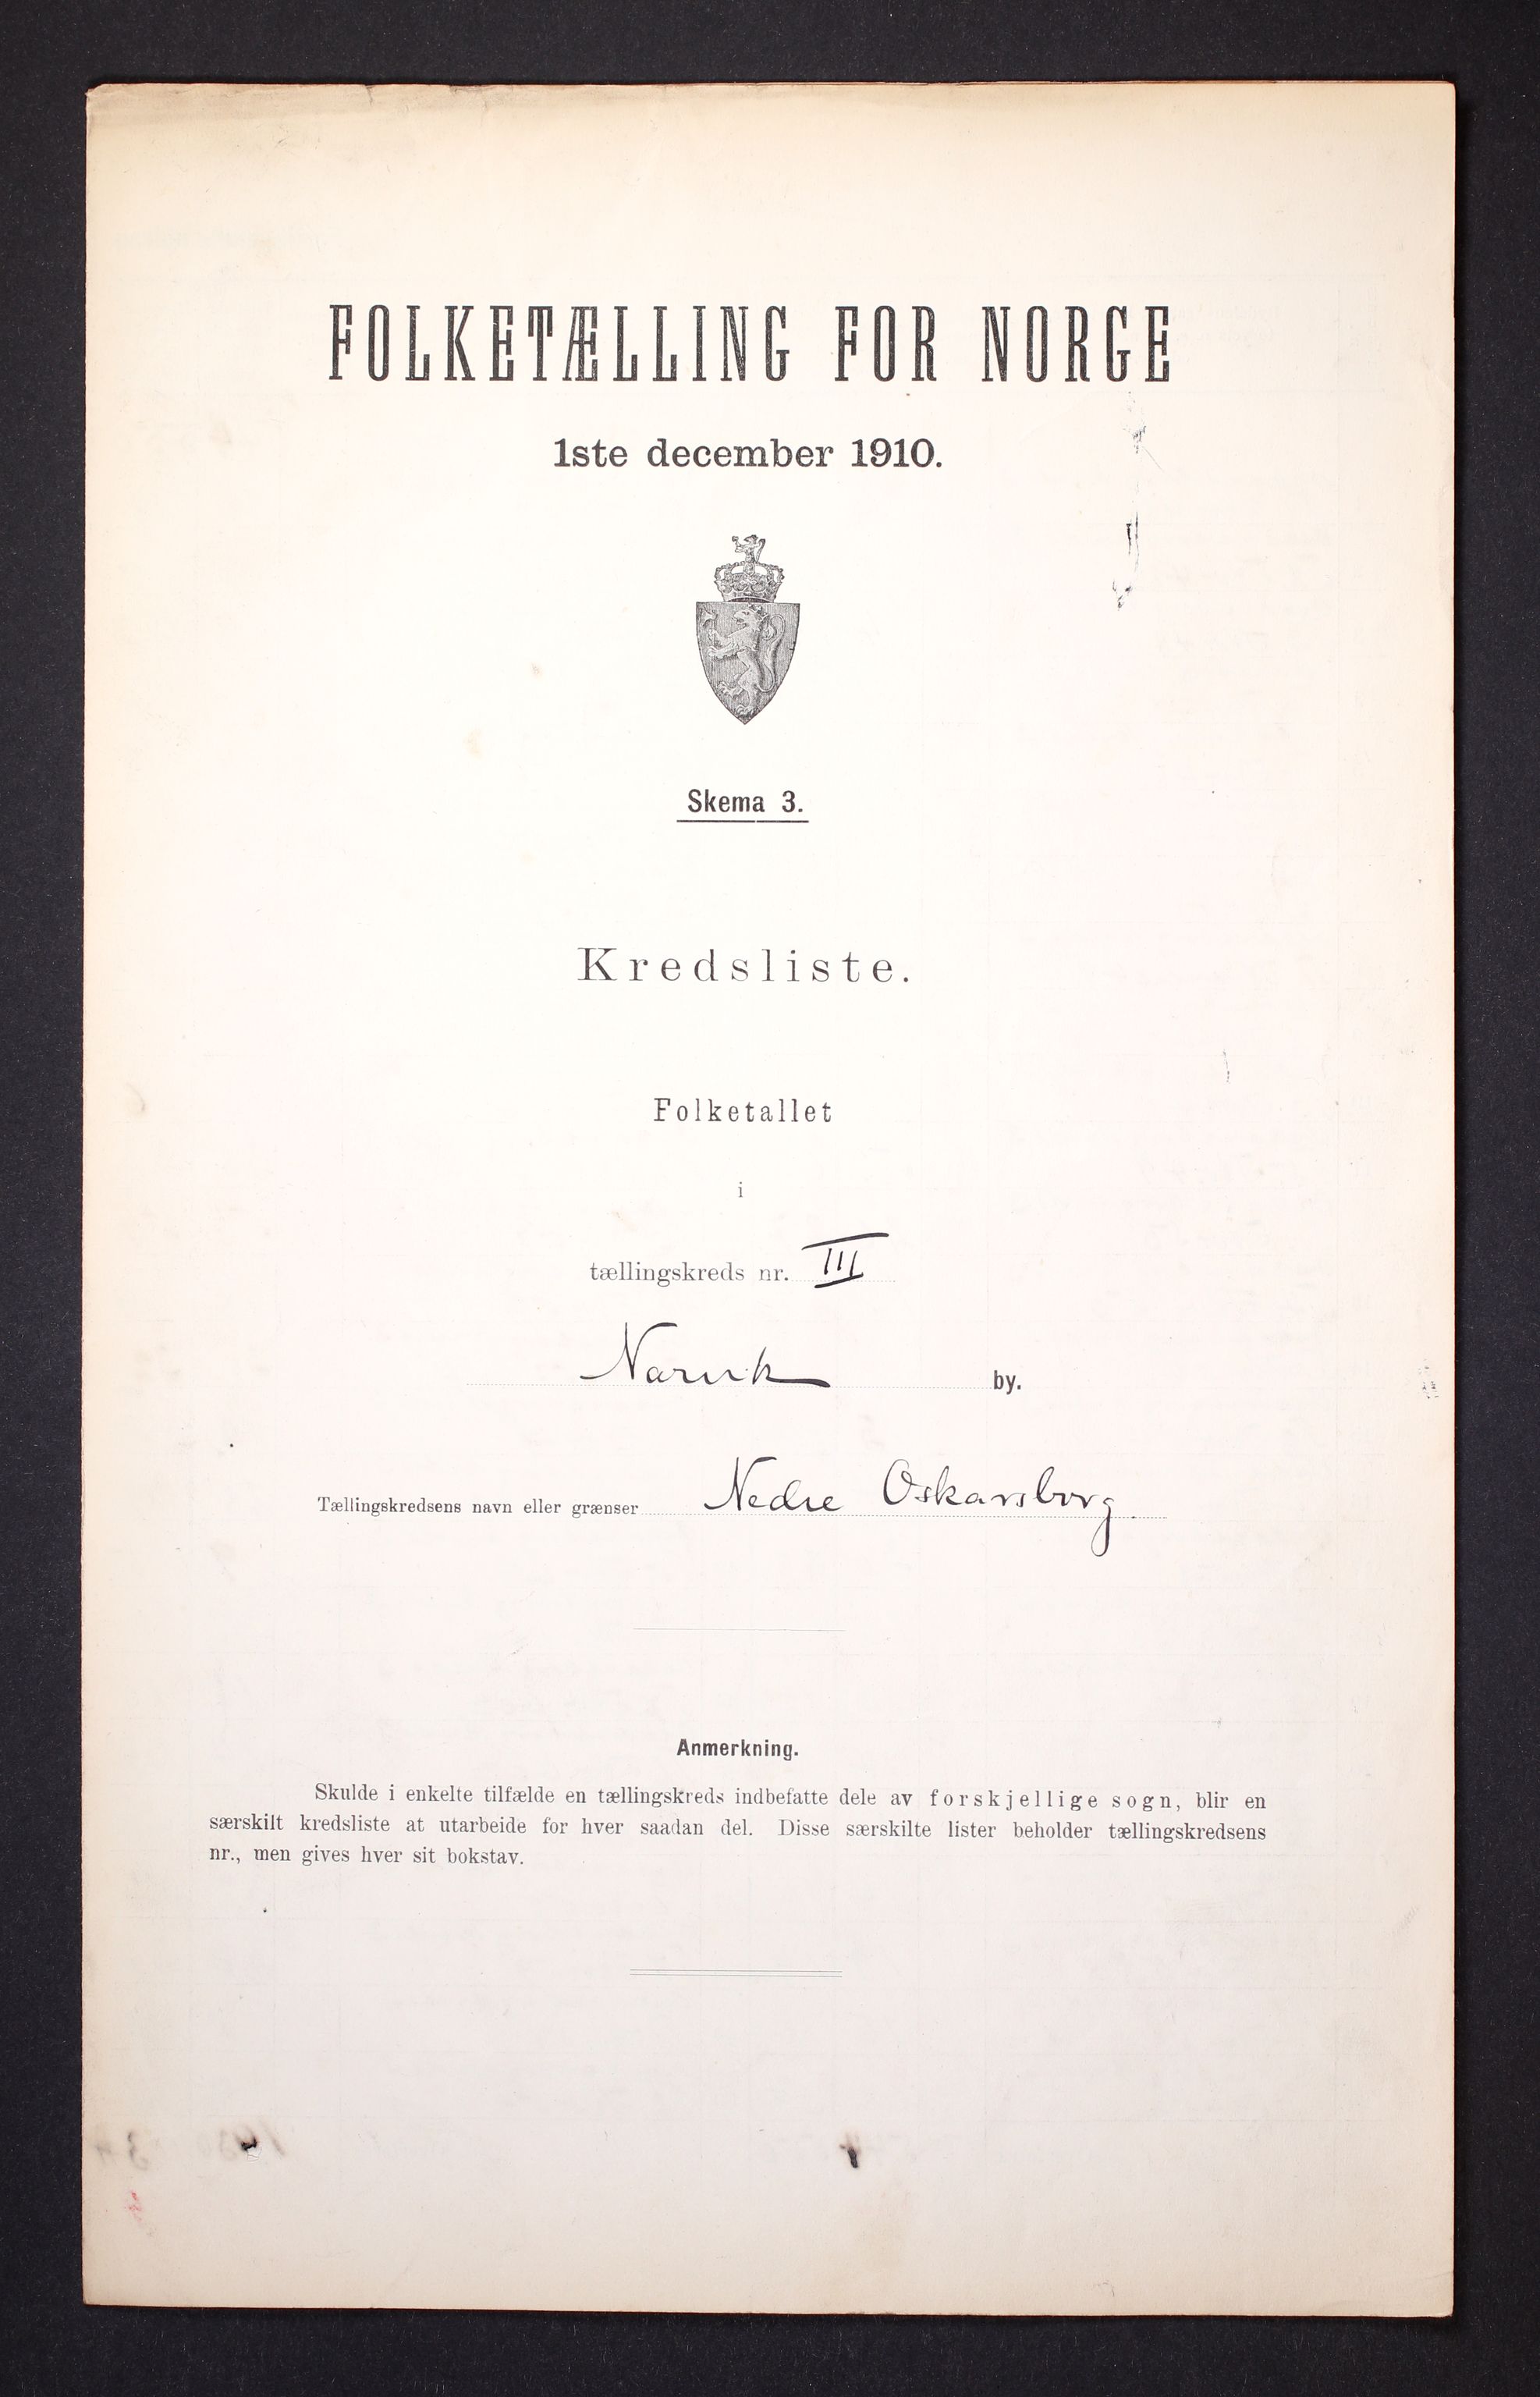 FOLKETÆLLING FOR NORGE
1ste december 1910.
Skema 3.
Kredsliste.
Folketallet
i
tællingskreds nr. III
Narvik by.
Tællingskredsens navn eller grænser Nedre Oskarsborg.
Anmerkning.
Skulde i enkelte tilfælde en tællingskreds indbefatte dele av forskjellige sogn, blir en
særskilt kredsliste at utarbeide for hver saadan del. Disse særskilte lister beholder tællingskredsens
nr., men gives hver sit bokstav.